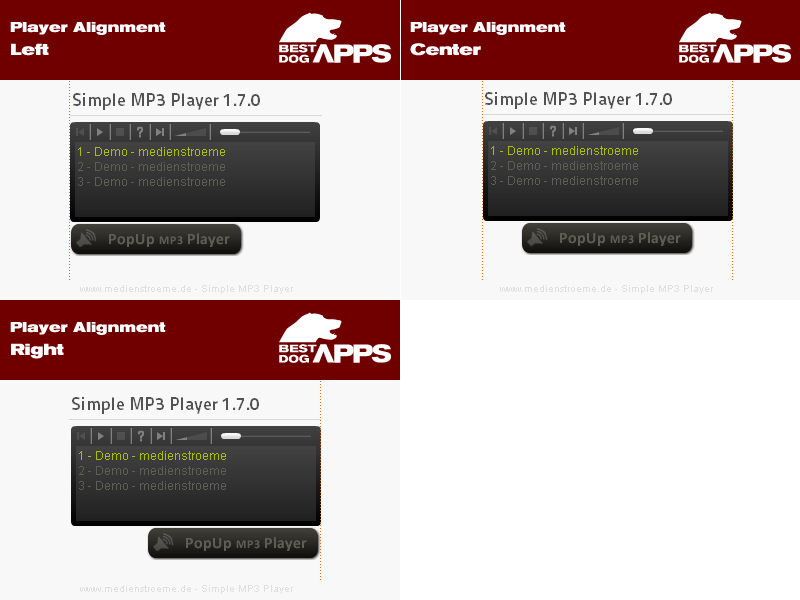 Player Alignment
Left
BEST DOG APPS
Simple MP3 Player 1.7.0
?
1 - Demo - medienstroeme
2 - Demo - medienstroeme
3 - Demo - medienstroeme
PopUp MP3 Player
www.medienstroeme.de - Simple MP3 Player
Player Alignment
Center
BEST DOG APPS
Simple MP3 Player 1.7.0
?
1 - Demo - medienstroeme
2 - Demo - medienstroeme
3 - Demo - medienstroeme
PopUp MP3 Player
www.medienstroeme.de - Simple MP3 Player
Player Alignment
Right
BEST DOG APPS
Simple MP3 Player 1.7.0
?
1 - Demo - medienstroeme
2 - Demo - medienstroeme
3 - Demo - medienstroeme
PopUp MP3 Player
www.medienstroeme.de - Simple MP3 Player